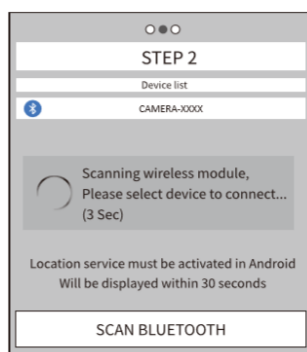 STEP 2
Device list
CAMERA-XXXX
Scanning wireless module,
Please select device to connect...
(3 Sec)
Location service must be activated in Android
Will be displayed within 30 seconds
SCAN BLUETOOTH